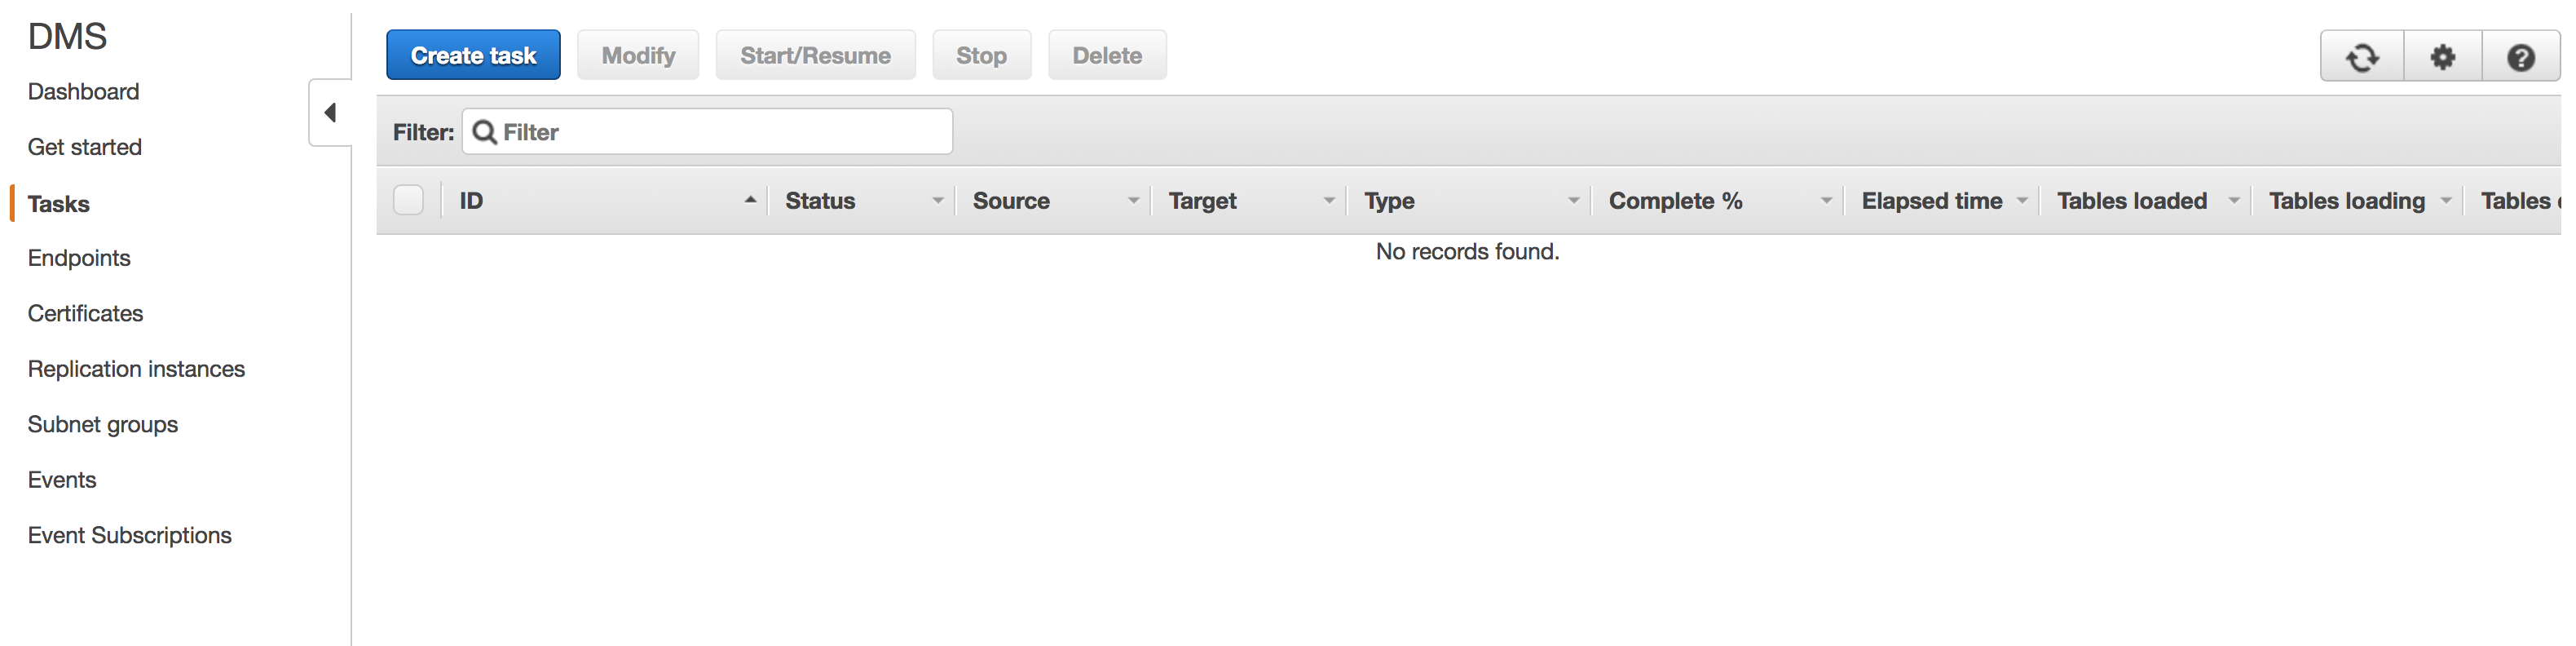 DMS
Dashboard
Get started
Tasks
Endpoints
Certificates
Replication instances
Subnet groups
Events
Event Subscriptions
Create task Modify Start/Resume Stop Delete
Filter: Filter
ID Status Source Target Type Complete % Elapsed time Tables loaded Tables loading Tables
No records found.